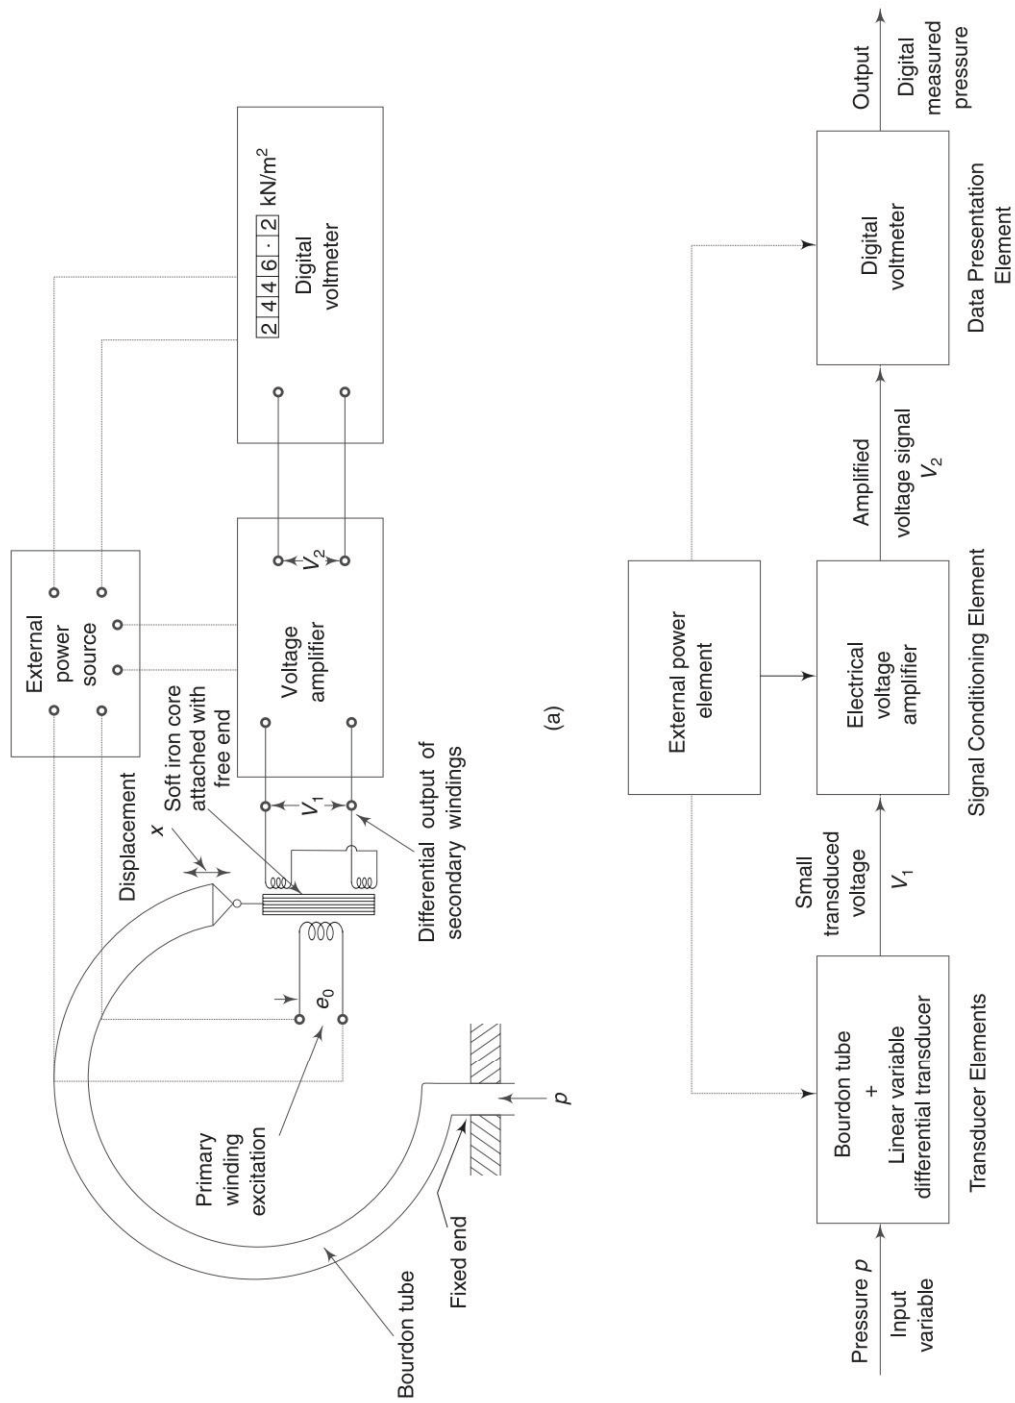 External
power
source
Displacement
x
Soft iron core
attached with
free end
2 4 4 6 · 2 kN/m²
Digital
voltmeter
Voltage
amplifier
V₂
V₁
Primary
winding
excitation
e₀
Differential output of
secondary windings
Bourdon tube
Fixed end
p
(a)
External power
element
Pressure p
Input
variable
Bourdon tube
+
Linear variable
differential transducer
Transducer Elements
Small
transduced
voltage
V₁
Electrical
voltage
amplifier
Signal Conditioning Element
Amplified
voltage signal
V₂
Digital
voltmeter
Data Presentation
Element
Output
Digital
measured
pressure